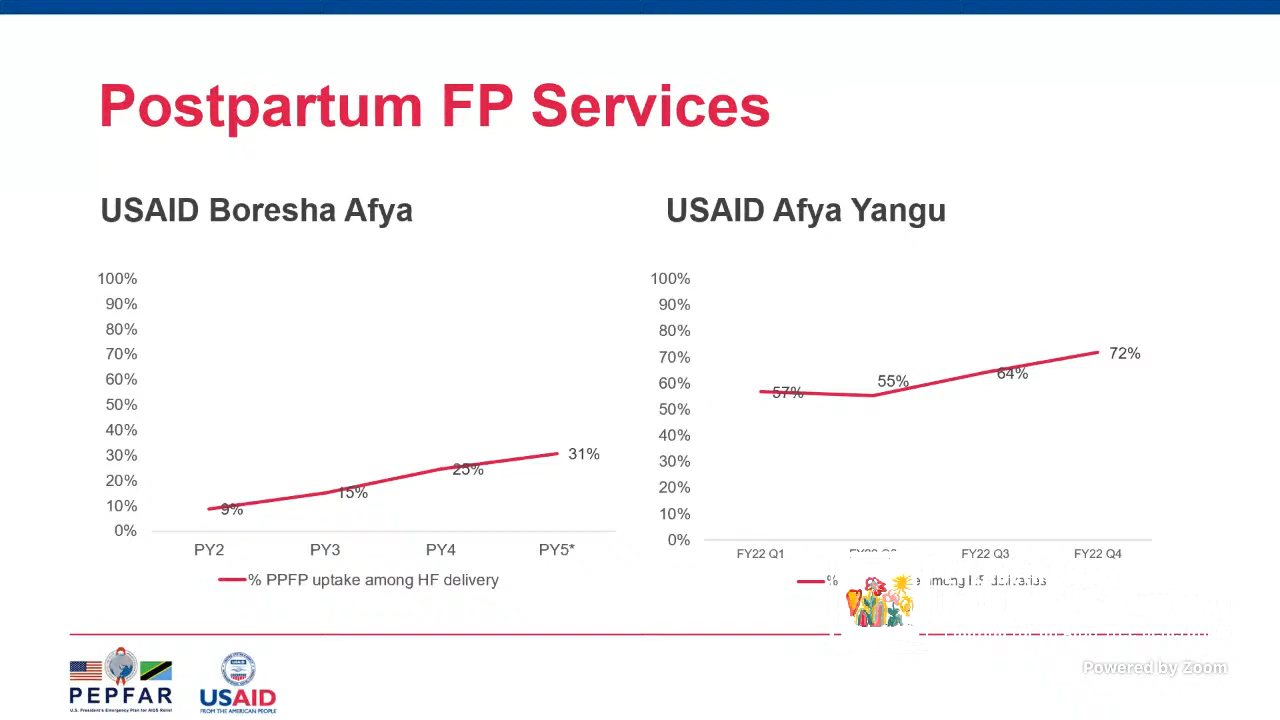 Postpartum FP Services
USAID Boresha Afya
100%
90%
80%
70%
60%
50%
40%
30%
20%
10%
0%
9%
15%
25%
31%
PY2 PY3 PY4 PY5*
% PPFP uptake among HF delivery
USAID Afya Yangu
100%
90%
80%
70%
60%
50%
40%
30%
20%
10%
0%
57%
55%
64%
72%
FY22 Q1 FY22 Q3 FY22 Q4
% among deliveries
PEPFAR
U.S. President's Emergency Plan for AIDS Relief
USAID
FROM THE AMERICAN PEOPLE
Powered by Zoom